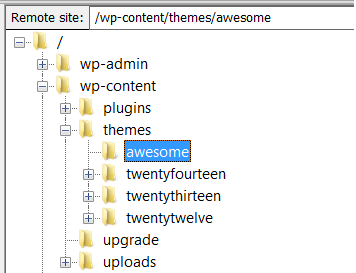 Remote site: /wp-content/themes/awesome
/
wp-admin
wp-content
plugins
themes
awesome
twentyfourteen
twentythirteen
twentytwelve
upgrade
uploads